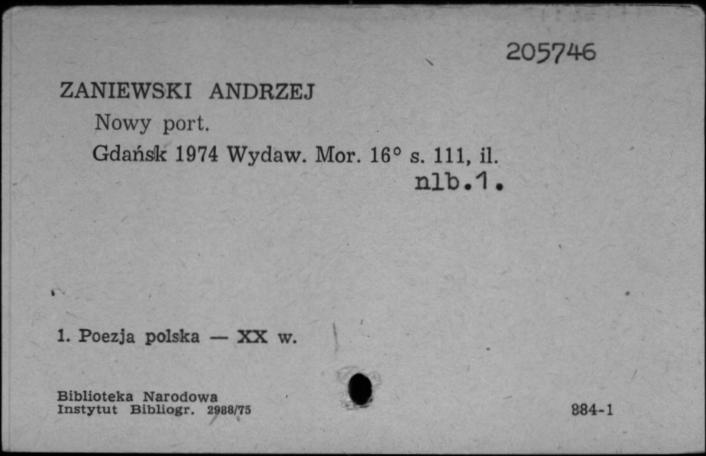 205746
ZANIEWSKI ANDRZEJ
Nowy port.
Gdańsk 1974 Wydaw. Mor. 16° s. 111, il.
nlb.1.
1. Poezja polska — XX w.
Biblioteka Narodowa
Instytut Bibliogr. 2988/75
884-1